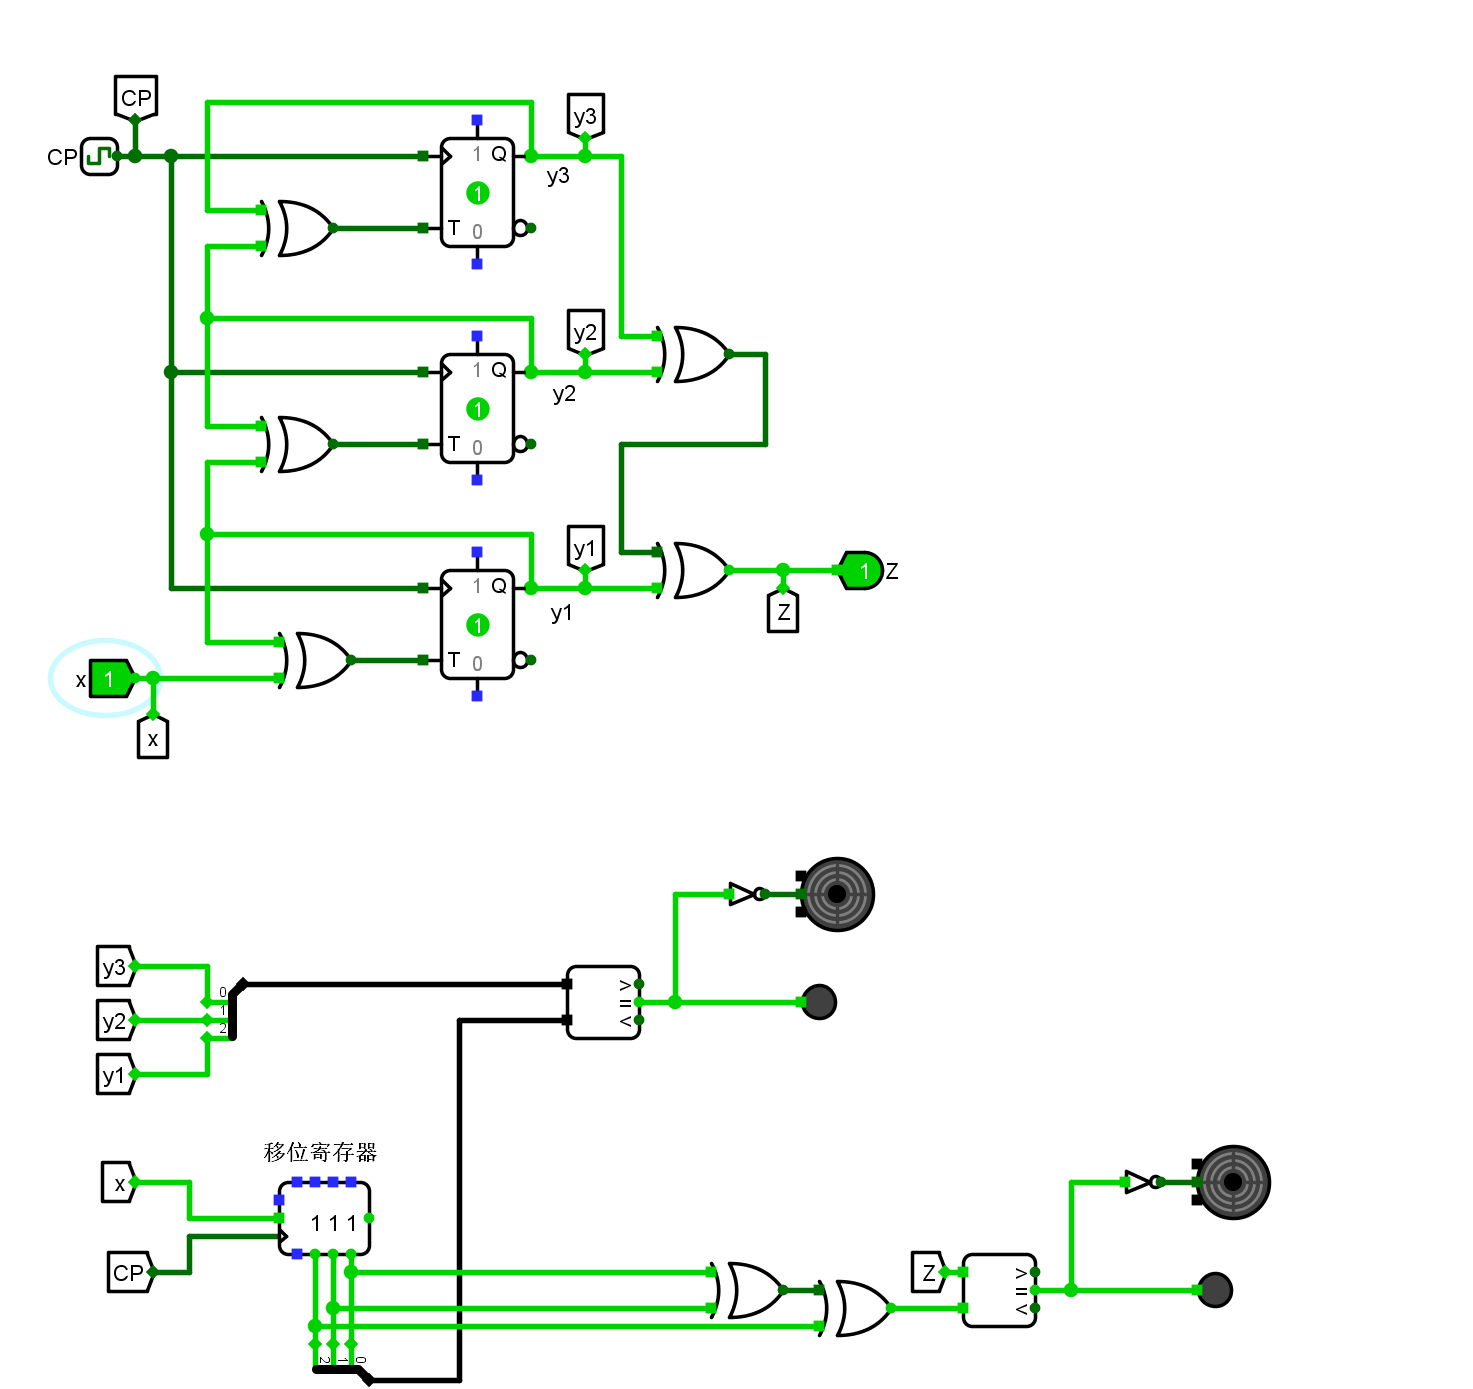 CP
CP
y3
1 Q
y3
1
T 0
y2
1 Q
y2
1
T 0
y1
1 Q
1 Z
y1
Z
1
T 0
x 1
x
y3
0
>
y2
1
=
2
<
y1
移位寄存器
x
1 1 1
CP
Z
>
=
<
2 1 0